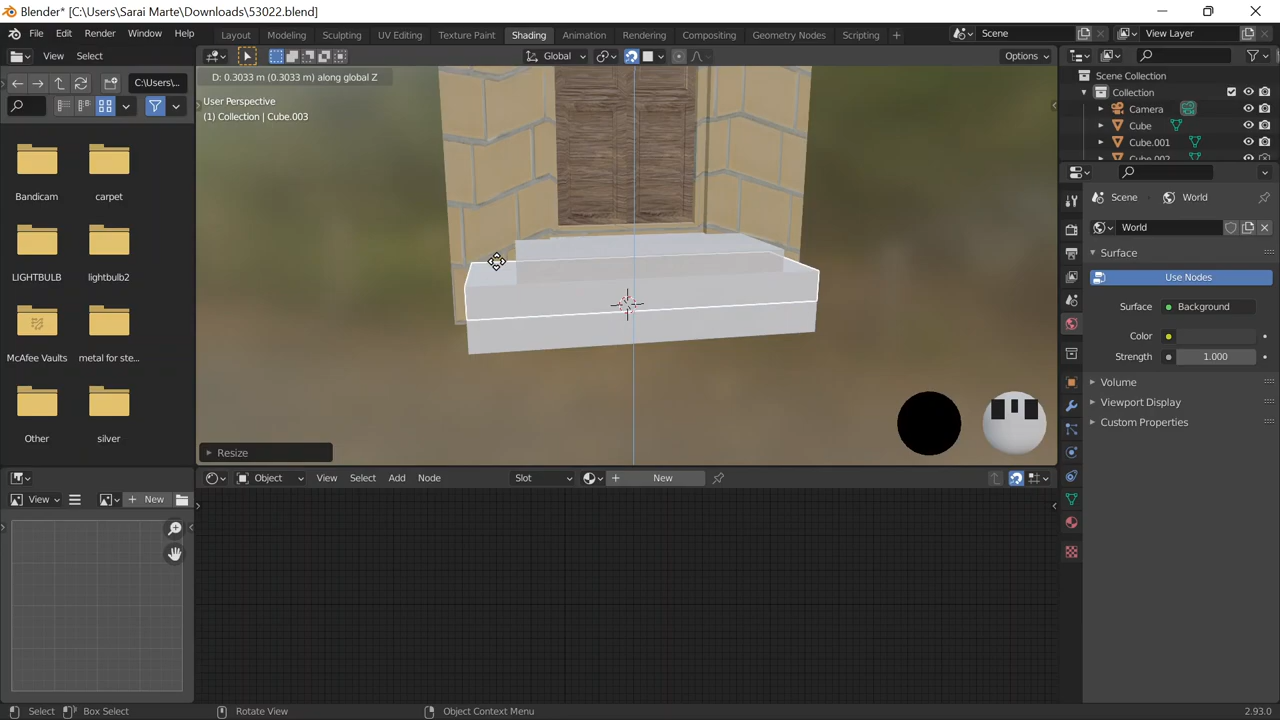 Blender* [C:\Users\Sarai Marte\Downloads\53022.blend]
File Edit Render Window Help
Layout Modeling Sculpting UV Editing Texture Paint Shading Animation Rendering Compositing Geometry Nodes Scripting
Scene
View Layer
View Select
Global
Options
C:\Users\...
D: 0.3033 m (0.3033 m) along global Z
User Perspective
(1) Collection | Cube.003
Bandicam
carpet
LIGHTBULB
lightbulb2
McAfee Vaults
metal for ste...
Other
silver
Resize
Scene Collection
Collection
Camera
Cube
Cube.001
Cube.002
Scene
World
World
Surface
Use Nodes
Surface
Background
Color
Strength
1.000
Volume
Viewport Display
Custom Properties
Object View Select Add Node
Slot
New
View
New
Select
Box Select
Rotate View
Object Context Menu
2.93.0